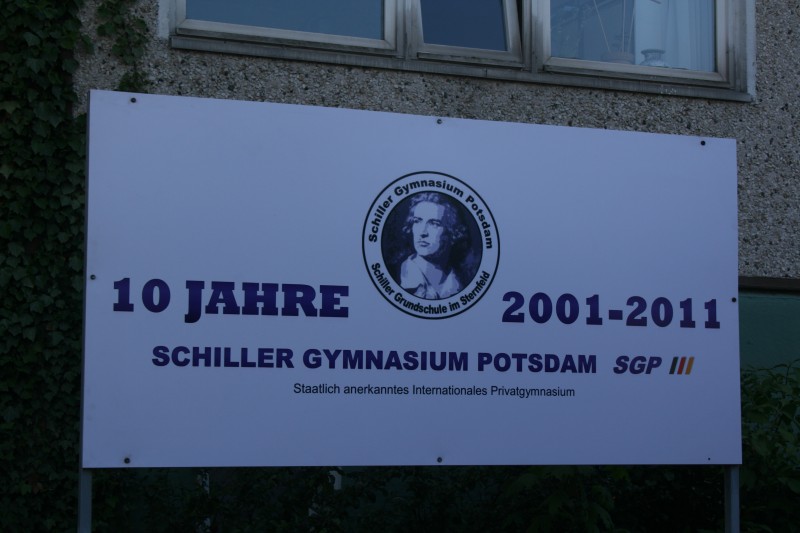 Schiller Gymnasium Potsdam
Schiller Grundschule im Sternfeld
10 JAHRE
2001-2011
SCHILLER GYMNASIUM POTSDAM SGP
Staatlich anerkanntes Internationales Privatgymnasium